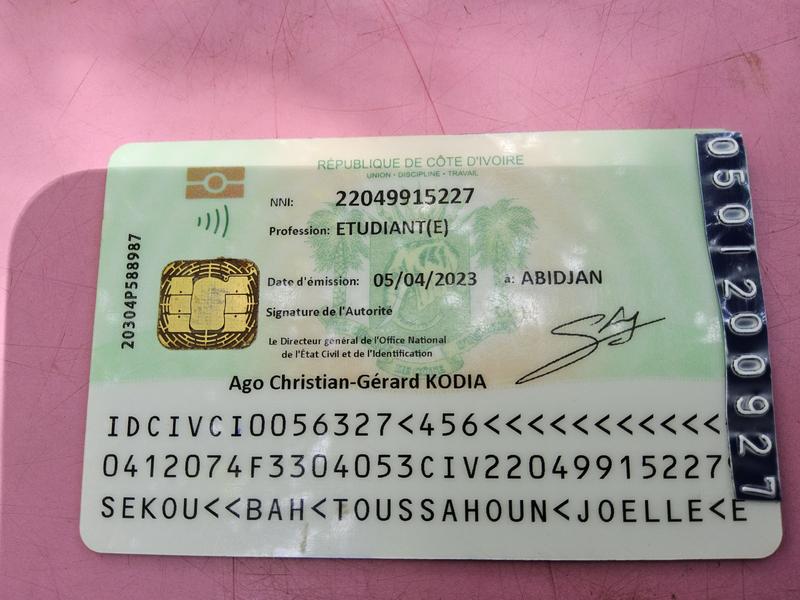 RÉPUBLIQUE DE CÔTE D'IVOIRE
UNION - DISCIPLINE - TRAVAIL
NNI: 22049915227
Profession: ETUDIANT(E)
Date d'émission: 05/04/2023 à: ABIDJAN
Signature de l'Autorité
Le Directeur général de l'Office National
de l'État Civil et de l'Identification
Ago Christian-Gérard KODIA
20304P588987
0501200927
IDCIVCI0056327<456<<<<<<<<<<<
0412074F3304053CIV22049915227
SEKOU<<BAH<TOUSSAHOUN<JOELLE<E